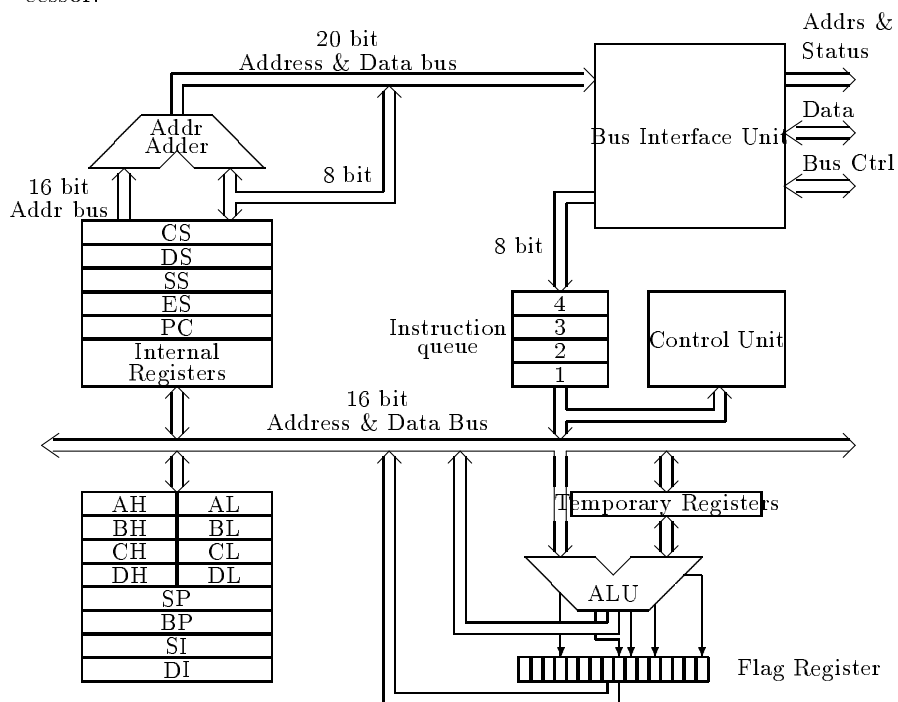 cessor.
20 bit
Address & Data bus
Addrs &
Status
Data
Bus Ctrl
Bus Interface Unit
Addr
Adder
16 bit
Addr bus
8 bit
CS
DS
SS
ES
PC
Internal
Registers
8 bit
Instruction
queue
4
3
2
1
Control Unit
16 bit
Address & Data Bus
AH AL
BH BL
CH CL
DH DL
SP
BP
SI
DI
Temporary Registers
ALU
Flag Register